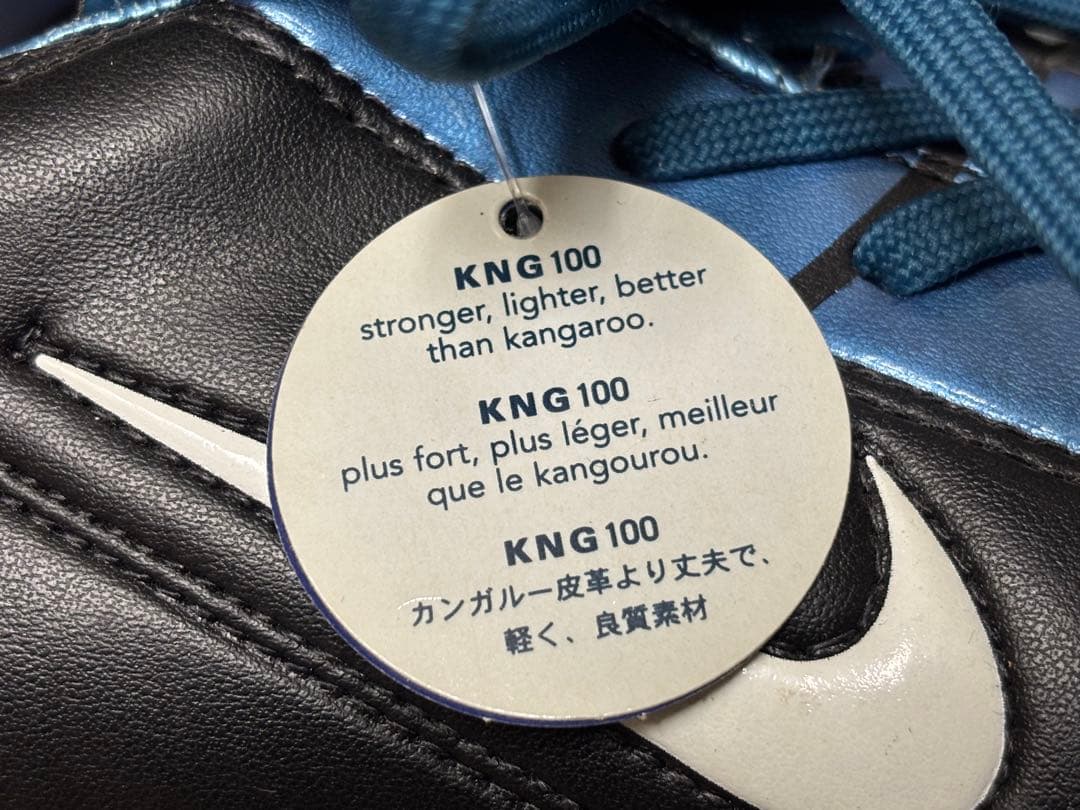 KNG100
stronger, lighter, better
than kangaroo.
KNG100
plus fort, plus léger, meilleur
que le kangourou.
KNG100
カンガルー皮革より丈夫で、
軽く、良質素材